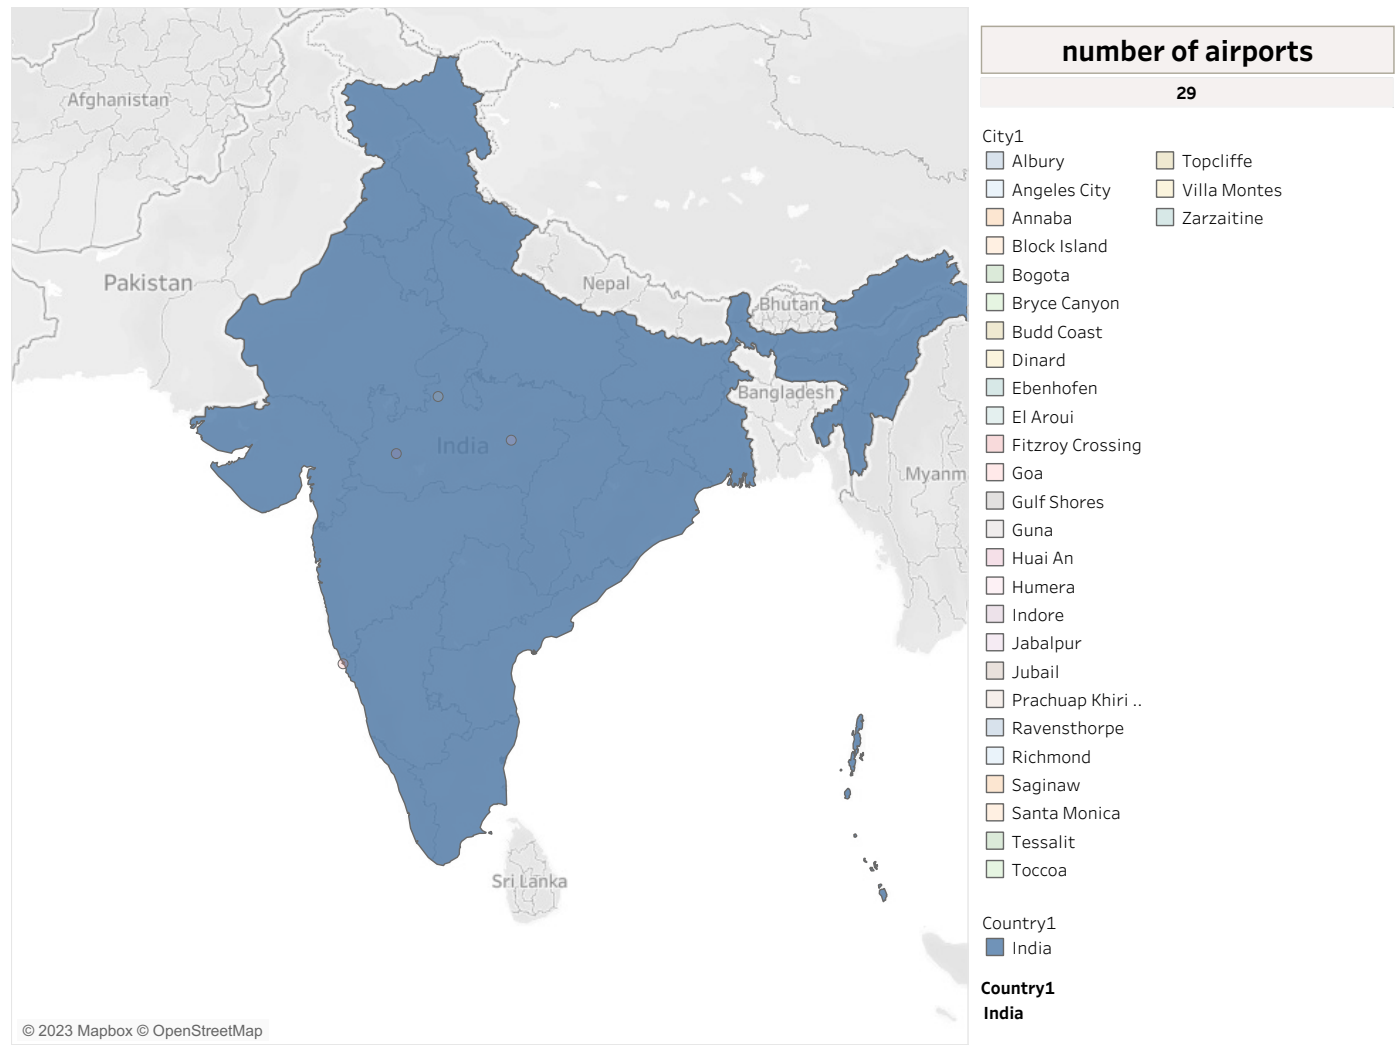 Afghanistan
Pakistan
Nepal
Bhutan
Bangladesh
India
Myanm
Sri Lanka
© 2023 Mapbox © OpenStreetMap
number of airports
29
City1
Albury
Angeles City
Annaba
Block Island
Bogota
Bryce Canyon
Budd Coast
Dinard
Ebenhofen
El Aroui
Fitzroy Crossing
Goa
Gulf Shores
Guna
Huai An
Humera
Indore
Jabalpur
Jubail
Prachuap Khiri ..
Ravensthorpe
Richmond
Saginaw
Santa Monica
Tessalit
Toccoa
Topcliffe
Villa Montes
Zarzaitine
Country1
India
Country1
India